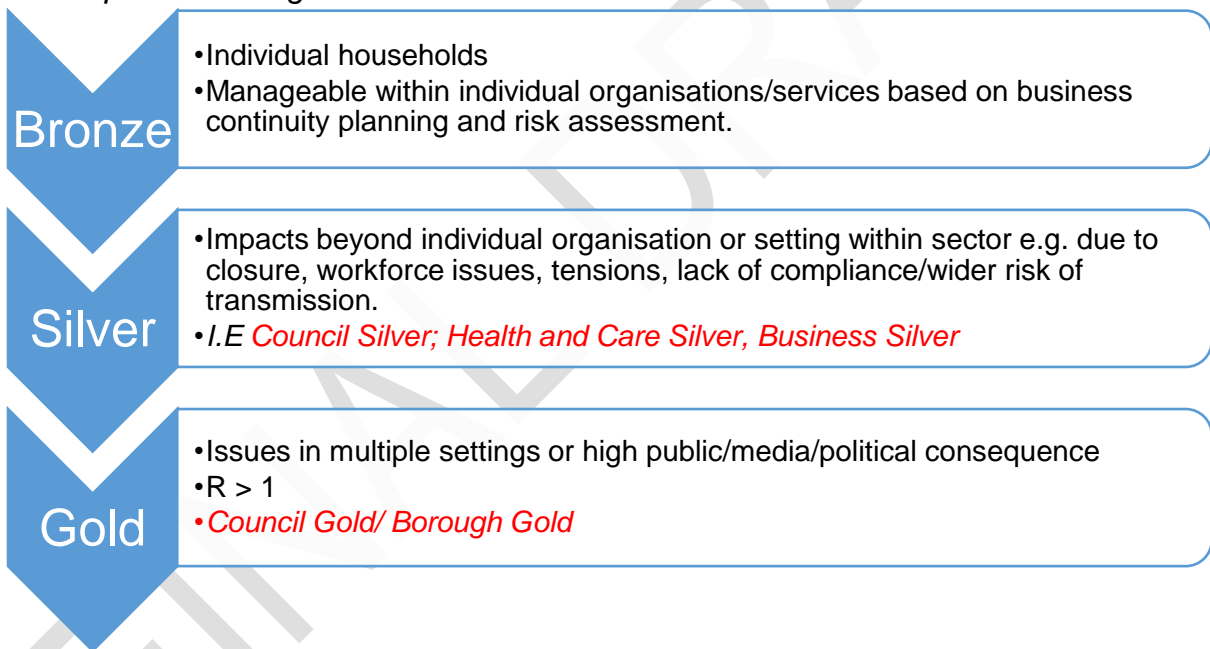 Bronze
•Individual households
•Manageable within individual organisations/services based on business
continuity planning and risk assessment.
Silver
•Impacts beyond individual organisation or setting within sector e.g. due to
closure, workforce issues, tensions, lack of compliance/wider risk of
transmission.
•I.E Council Silver; Health and Care Silver, Business Silver
Gold
•Issues in multiple settings or high public/media/political consequence
•R > 1
•Council Gold/ Borough Gold